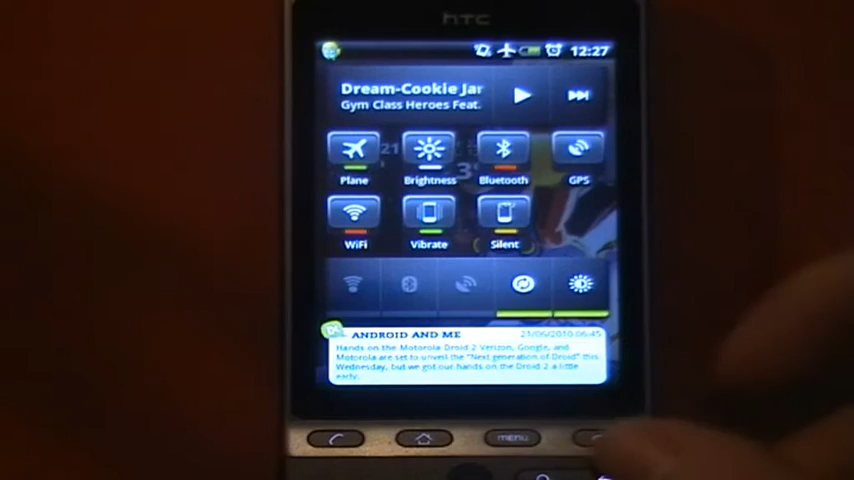 hTC
12:27
Dream-Cookie Jar
Gym Class Heroes Feat.
Plane
Brightness
Bluetooth
GPS
WiFi
Vibrate
Silent
ANDROID AND ME 21/06/2010 06:45
Hands on the Motorola Droid 2 Verizon, Google, and
Motorola are set to unveil the "Next generation of Droid" this
Wednesday, but we got our hands on the Droid 2 a little
early.
MENU